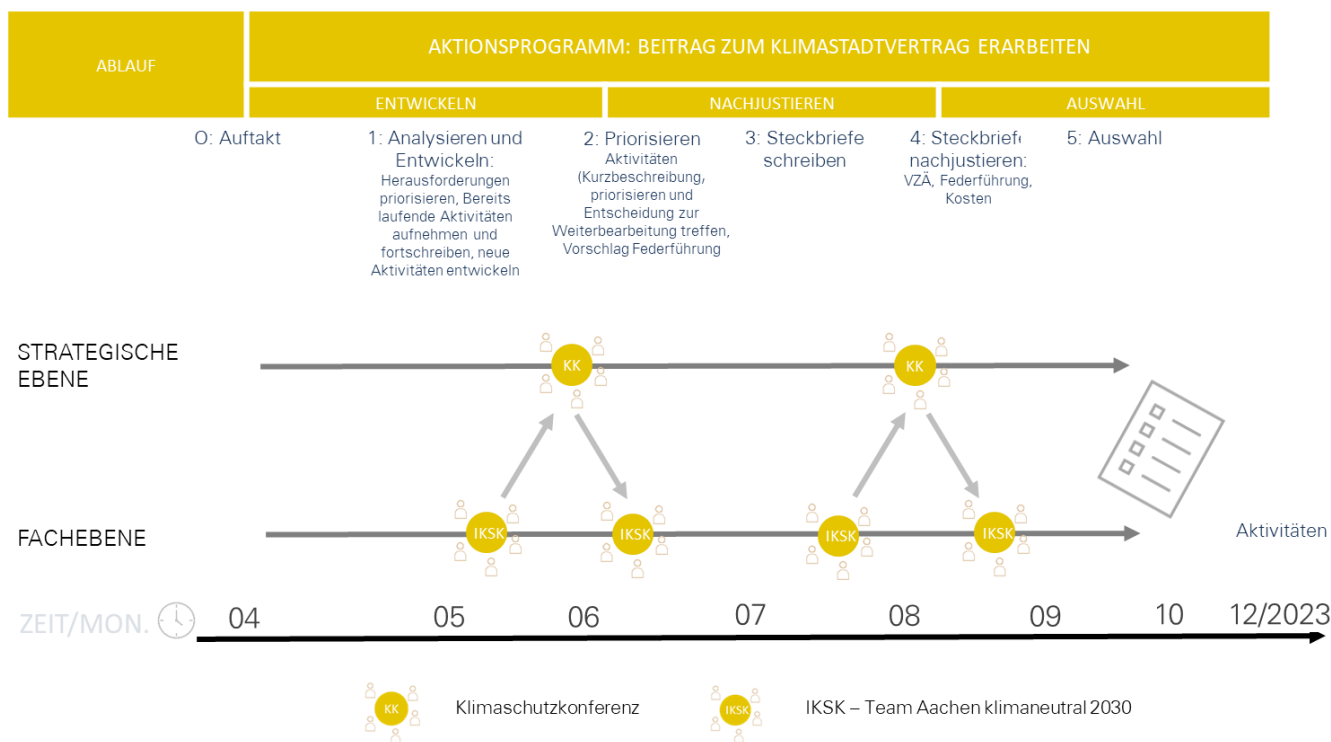 ABLAUF
AKTIONSPROGRAMM: BEITRAG ZUM KLIMASTADTVERTRAG ERARBEITEN
ENTWICKELN
NACHJUSTIEREN
AUSWAHL
0: Auftakt
1: Analysieren und
Entwickeln:
Herausforderungen
priorisieren, Bereits
laufende Aktivitäten
aufnehmen und
fortschreiben, neue
Aktivitäten entwickeln
2: Priorisieren
Aktivitäten
(Kurzbeschreibung,
priorisieren und
Entscheidung zur
Weiterbearbeitung treffen,
Vorschlag Federführung
3: Steckbriefe
schreiben
4: Steckbriefe
nachjustieren:
VZÄ, Federführung,
Kosten
5: Auswahl
STRATEGISCHE
EBENE
KK
KK
FACHEBENE
IKSK
IKSK
IKSK
IKSK
Aktivitäten
ZEIT/MON.
04
05
06
07
08
09
10
12/2023
KK
Klimaschutzkonferenz
IKSK
IKSK – Team Aachen klimaneutral 2030